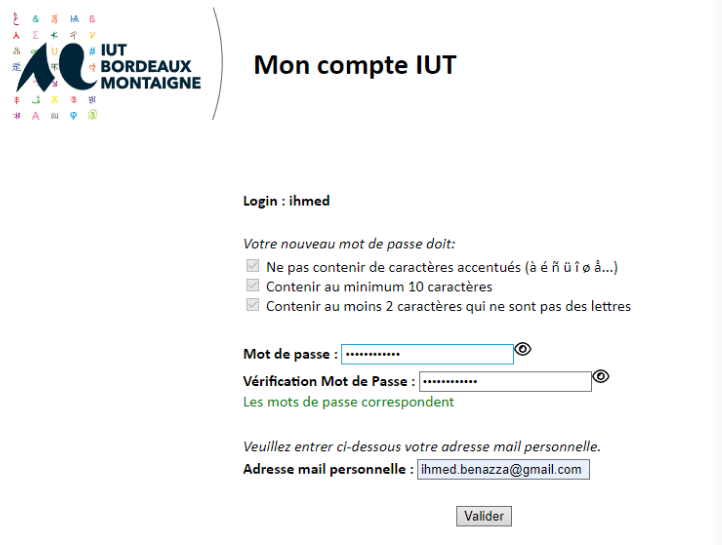 IUT
BORDEAUX
MONTAIGNE
Mon compte IUT
Login : ihmed
Votre nouveau mot de passe doit:
Ne pas contenir de caractères accentués (à é ñ ü î ø å...)
Contenir au minimum 10 caractères
Contenir au moins 2 caractères qui ne sont pas des lettres
Mot de passe : ••••••••••••
Vérification Mot de Passe : ••••••••••••
Les mots de passe correspondent
Veuillez entrer ci-dessous votre adresse mail personnelle.
Adresse mail personnelle : ihmed.benazza@gmail.com
Valider